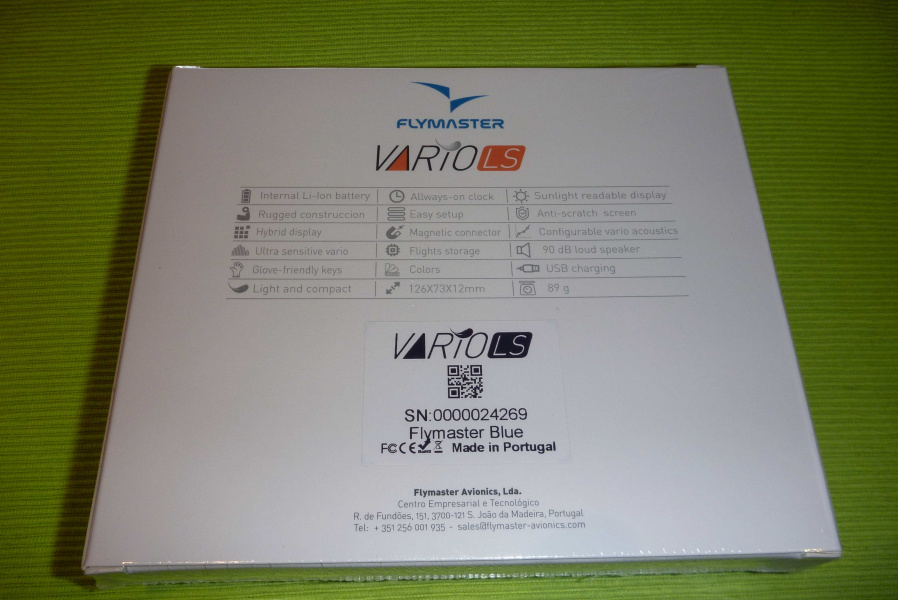 FLYMASTER
VARIO LS
Internal Li-Ion battery Allways-on clock Sunlight readable display
Rugged construccion Easy setup Anti-scratch screen
Hybrid display Magnetic connector Configurable vario acoustics
Ultra sensitive vario Flights storage 90 dB loud speaker
Glove-friendly keys Colors USB charging
Light and compact 126X73X12mm 89 g
VARIO LS
SN:0000024269
Flymaster Blue
FC CE Made in Portugal
Flymaster Avionics, Lda.
Centro Empresarial e Tecnológico
R. de Fundões, 151, 3700-121 S. João da Madeira, Portugal
Tel: +351 256 001 935 - sales@flymaster-avionics.com